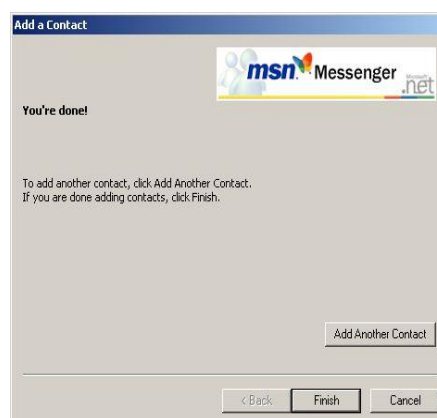 Add a Contact
msn Messenger
Microsoft
.net
You're done!
To add another contact, click Add Another Contact.
If you are done adding contacts, click Finish.
Add Another Contact
< Back Finish Cancel